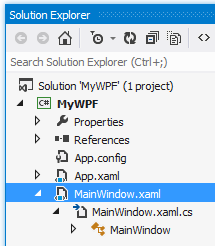 Solution Explorer
Search Solution Explorer (Ctrl+;)
Solution 'MyWPF' (1 project)
C# MyWPF
Properties
References
App.config
App.xaml
MainWindow.xaml
MainWindow.xaml.cs
MainWindow